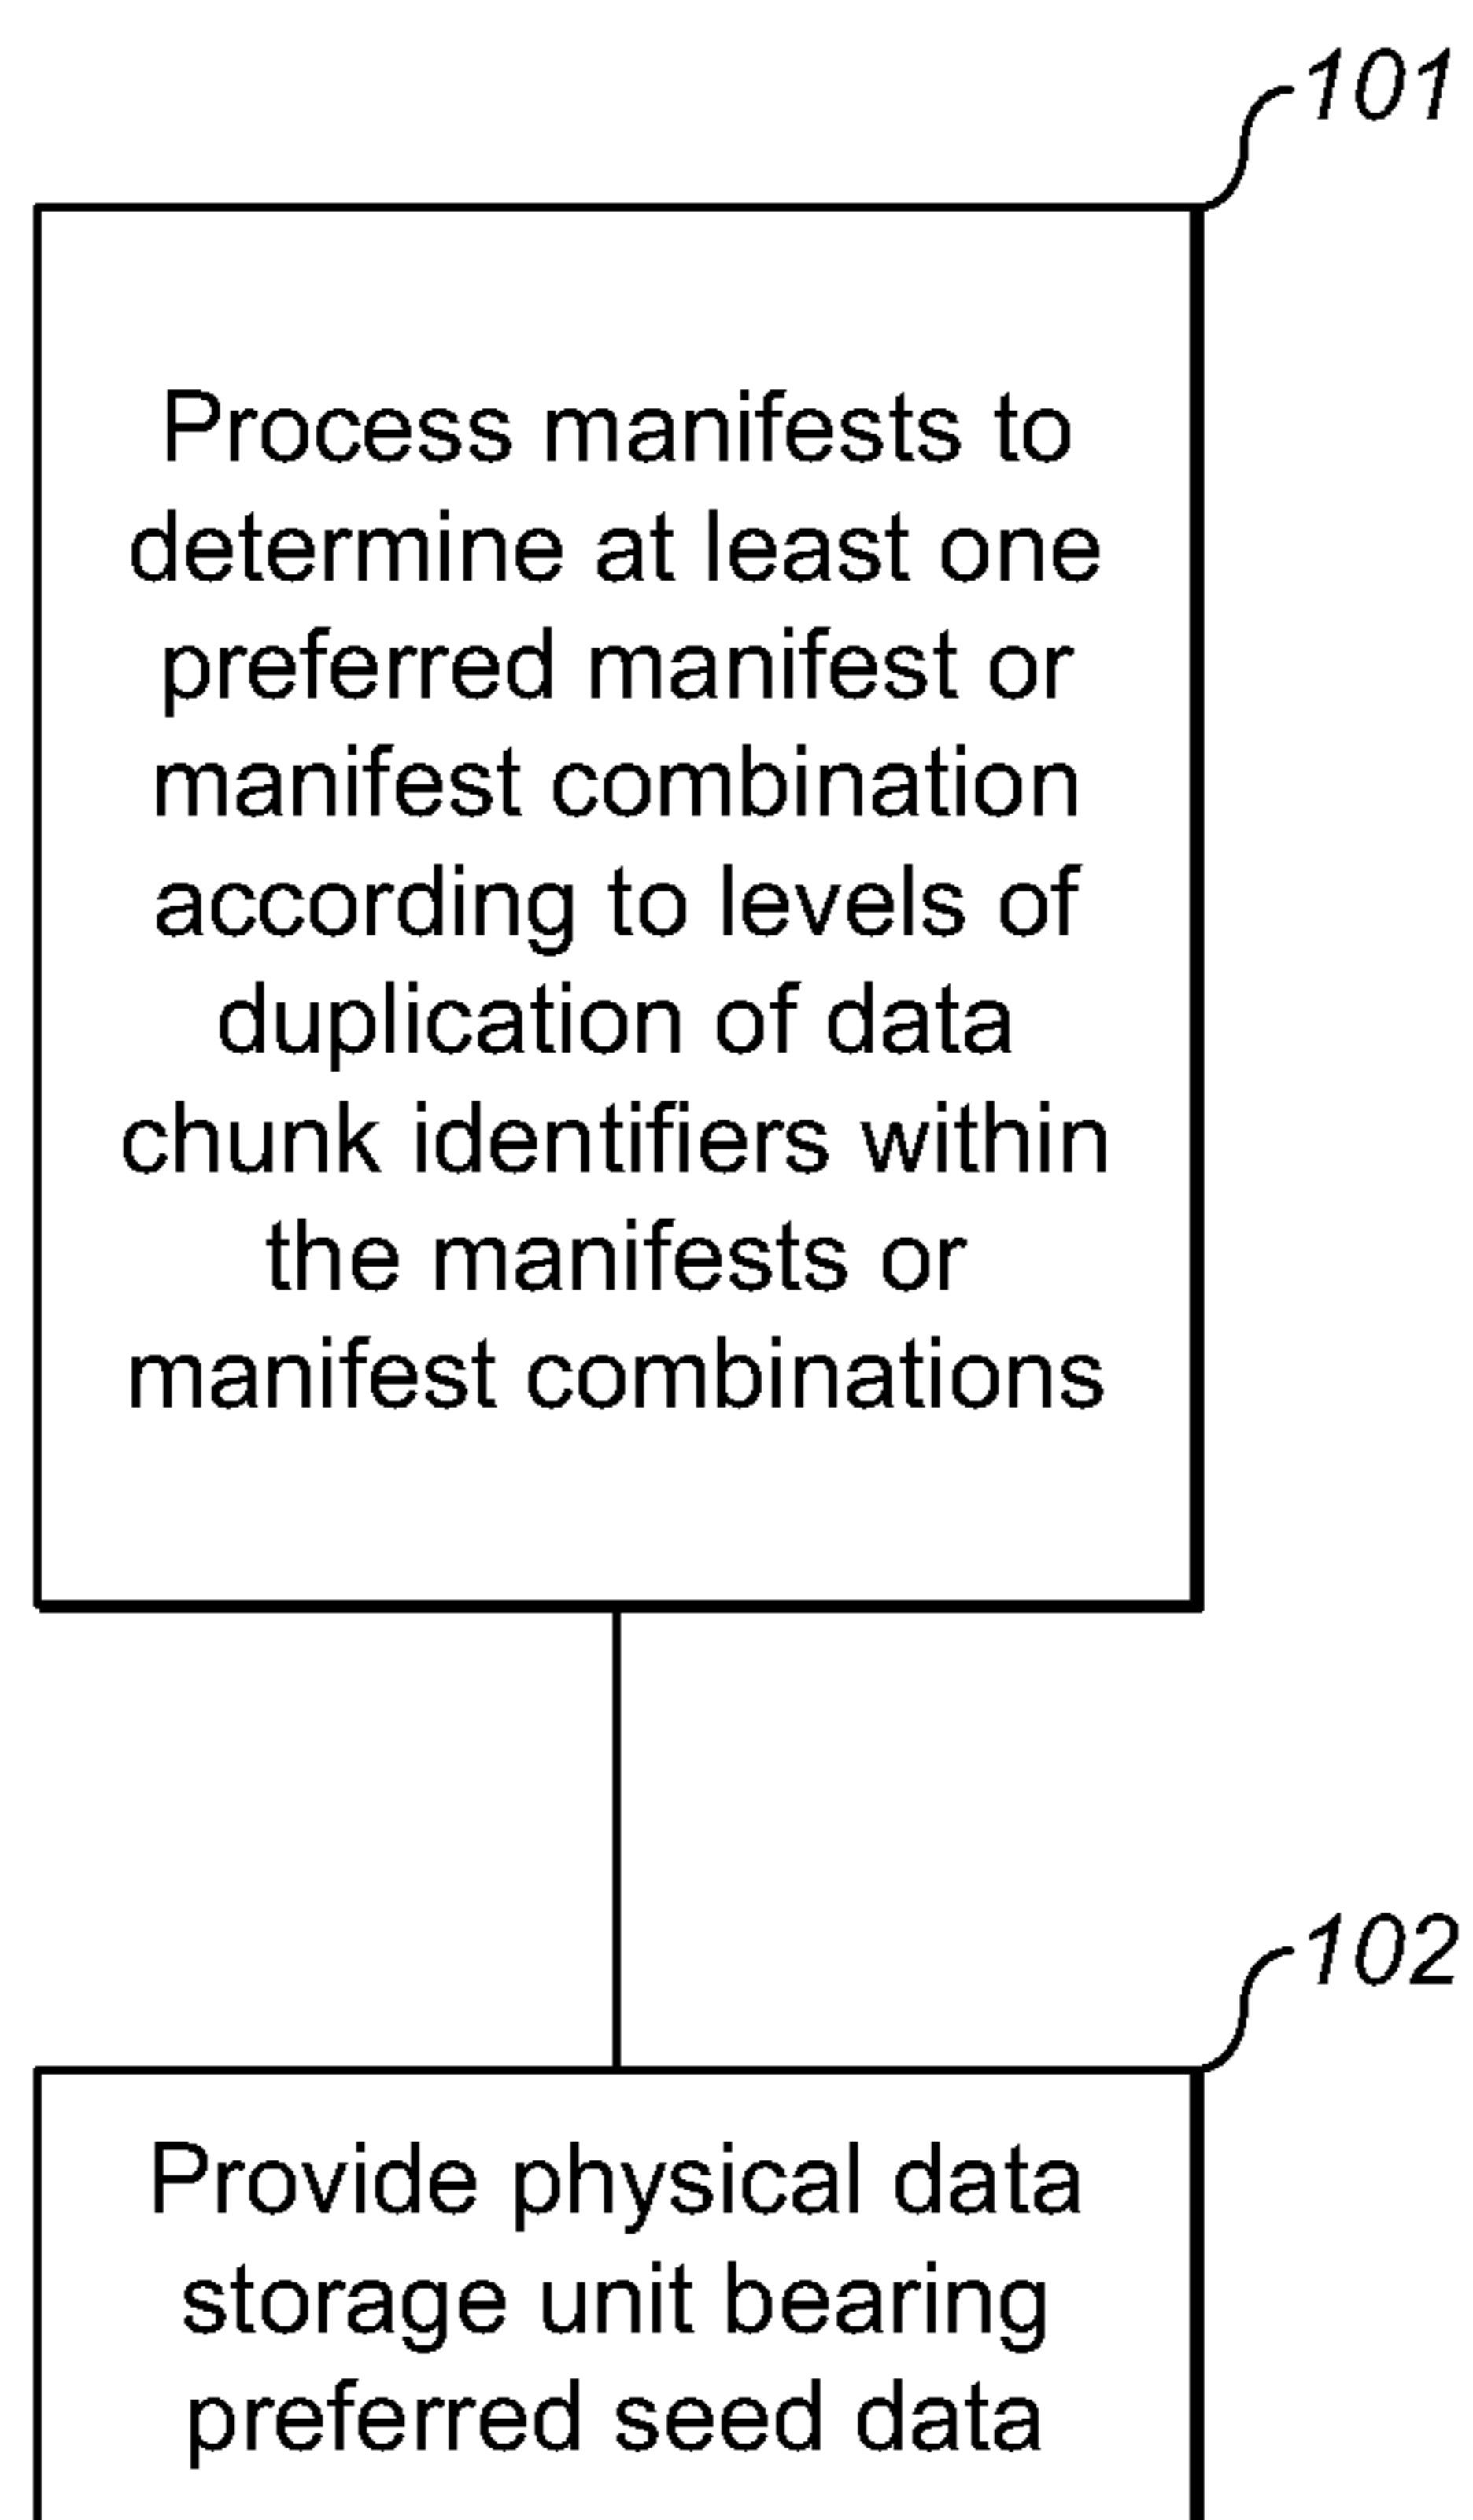 101
Process manifests to
determine at least one
preferred manifest or
manifest combination
according to levels of
duplication of data
chunk identifiers within
the manifests or
manifest combinations
102
Provide physical data
storage unit bearing
preferred seed data